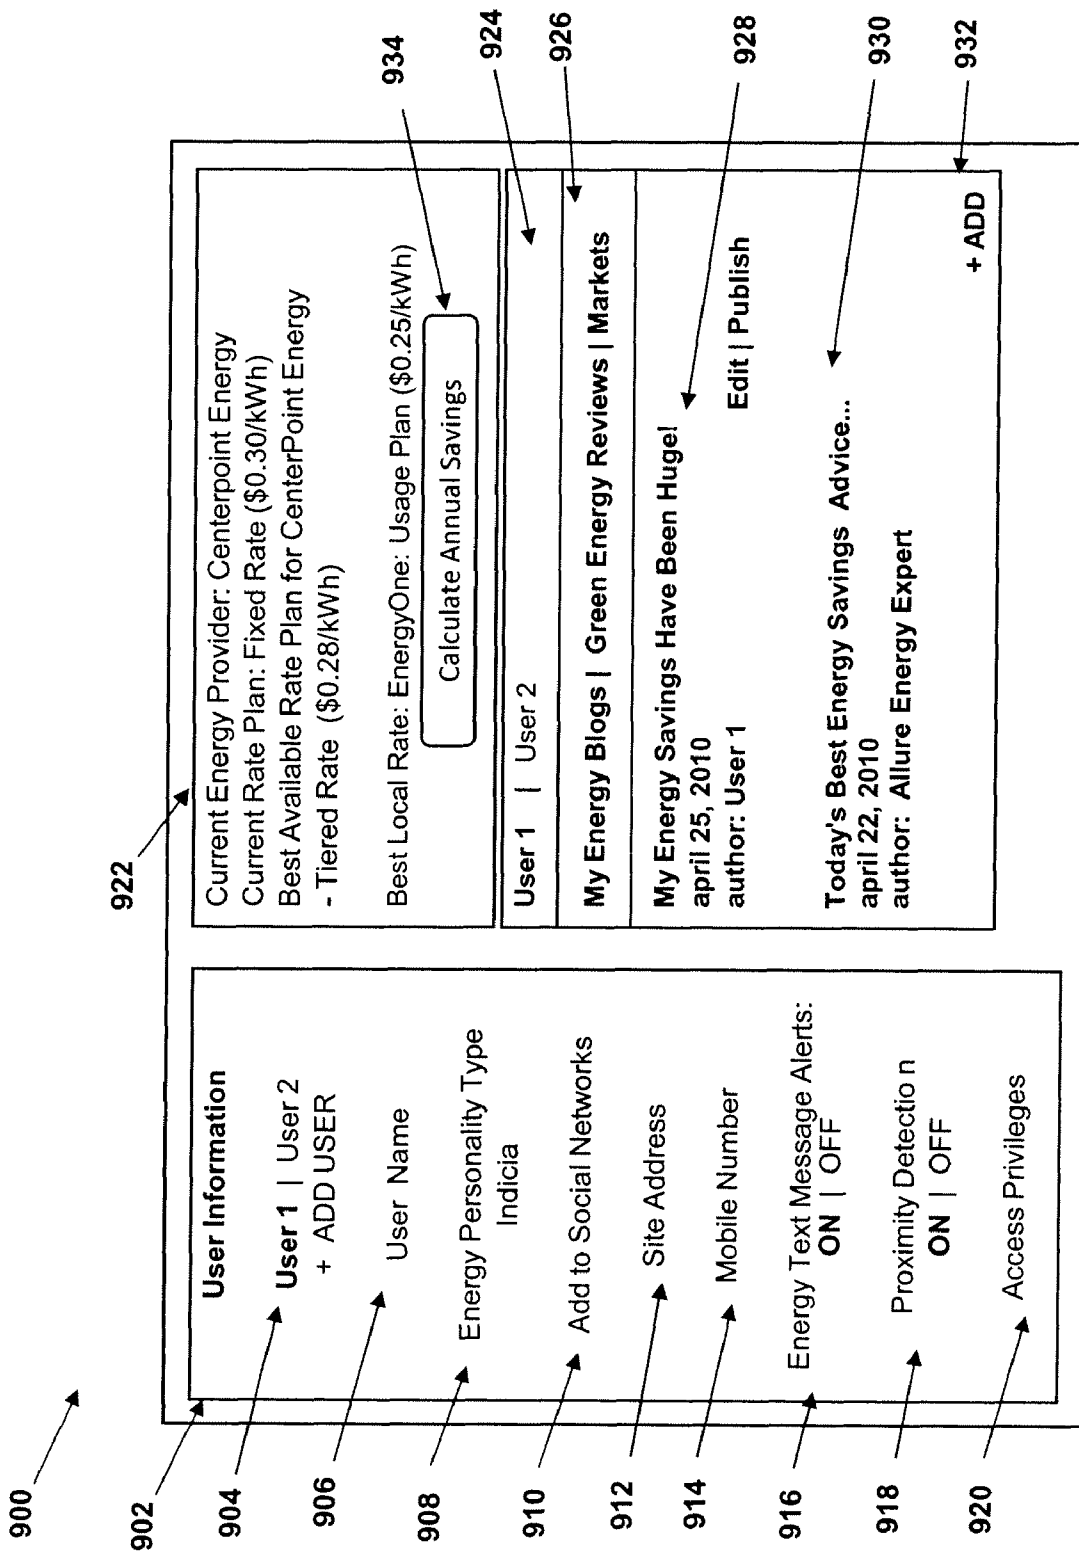 900
902
904
906
908
910
912
914
916
918
920
User Information
User 1 | User 2
+ ADD USER
User Name
Energy Personality Type
Indicia
Add to Social Networks
Site Address
Mobile Number
Energy Text Message Alerts:
ON | OFF
Proximity Detectio n
ON | OFF
Access Privileges
922
Current Energy Provider: Centerpoint Energy
Current Rate Plan: Fixed Rate ($0.30/kWh)
Best Available Rate Plan for CenterPoint Energy
- Tiered Rate ($0.28/kWh)
Best Local Rate: EnergyOne: Usage Plan ($0.25/kWh)
Calculate Annual Savings
User 1 | User 2
My Energy Blogs | Green Energy Reviews | Markets
My Energy Savings Have Been Huge!
april 25, 2010
author: User 1
Edit | Publish
Today's Best Energy Savings Advice...
april 22, 2010
author: Allure Energy Expert
+ ADD
934
924
926
928
930
932